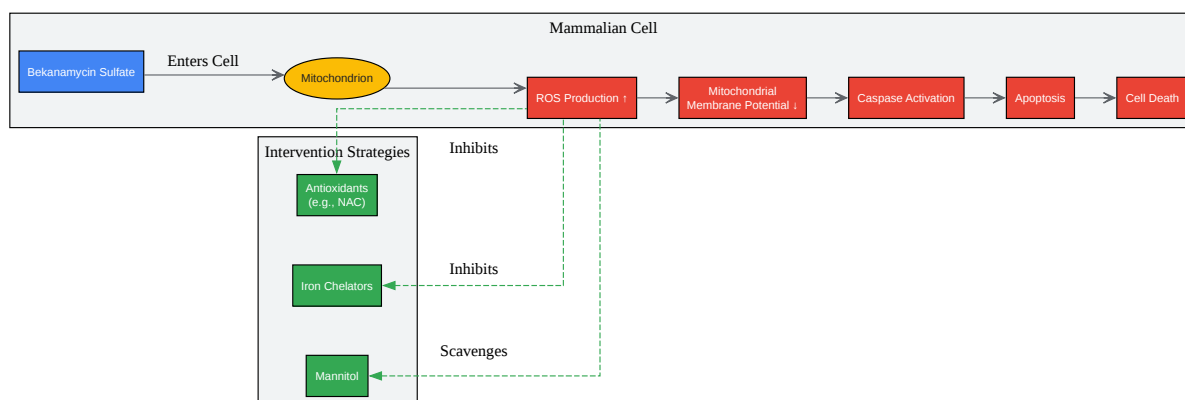 Mammalian Cell
Bekanamycin Sulfate
Enters Cell
Mitochondrion
ROS Production ↑
Mitochondrial
Membrane Potential ↓
Caspase Activation
Apoptosis
Cell Death
Intervention Strategies
Inhibits
Antioxidants
(e.g., NAC)
Inhibits
Iron Chelators
Scavenges
Mannitol